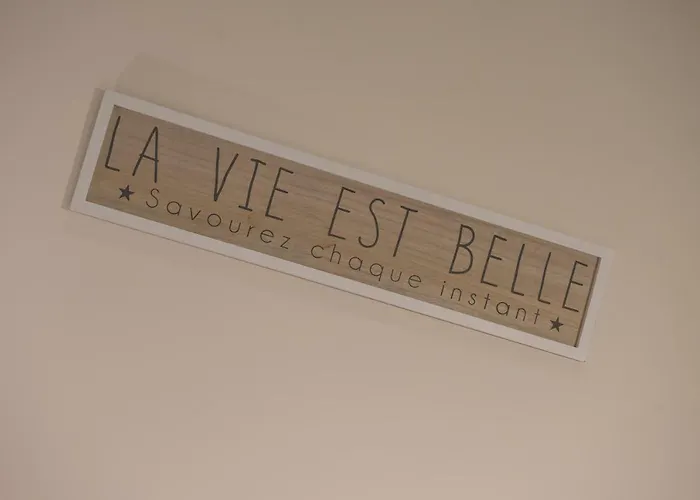 LA VIE EST BELLE
★ Savourez chaque instant ★